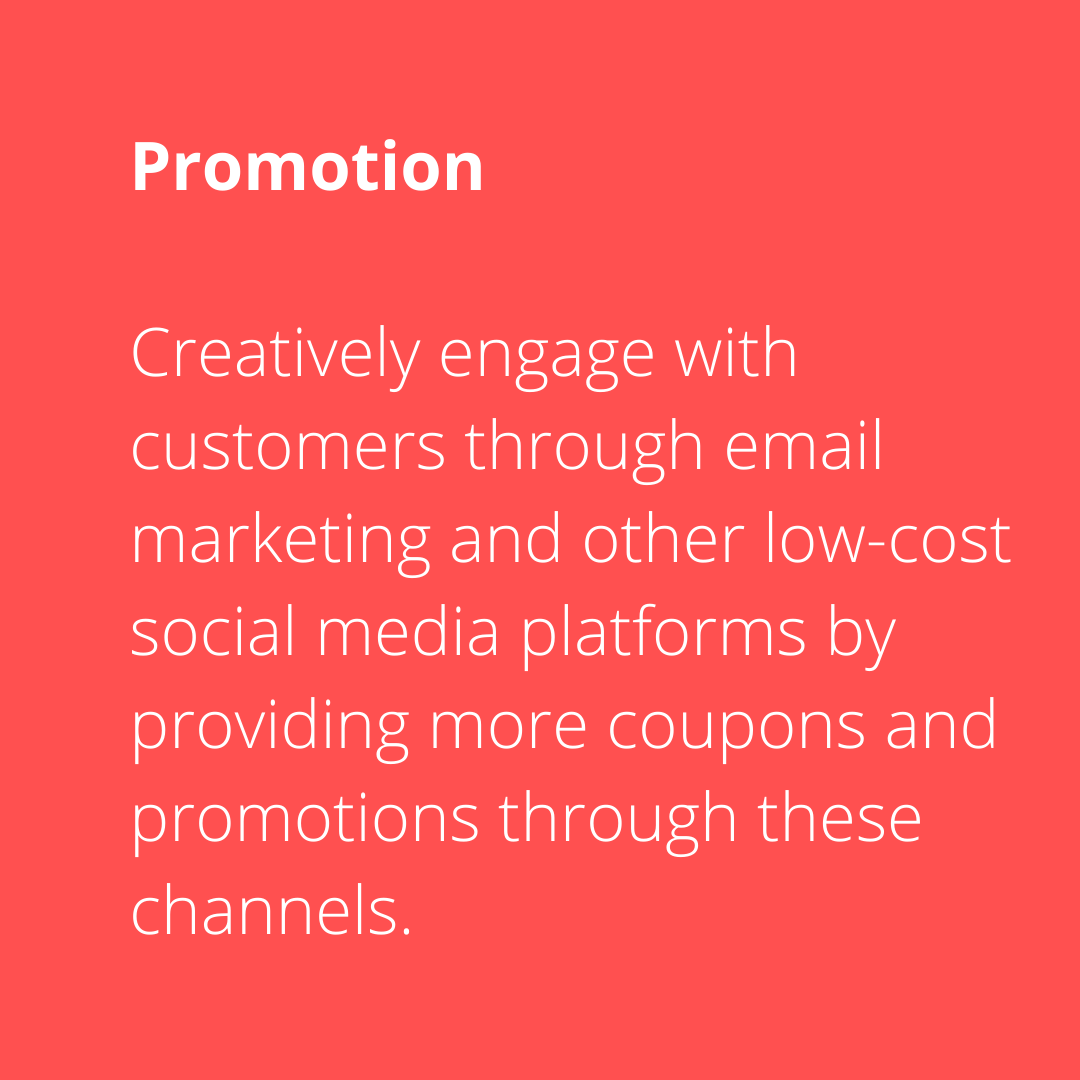 Promotion
Creatively engage with
customers through email
marketing and other low-cost
social media platforms by
providing more coupons and
promotions through these
channels.